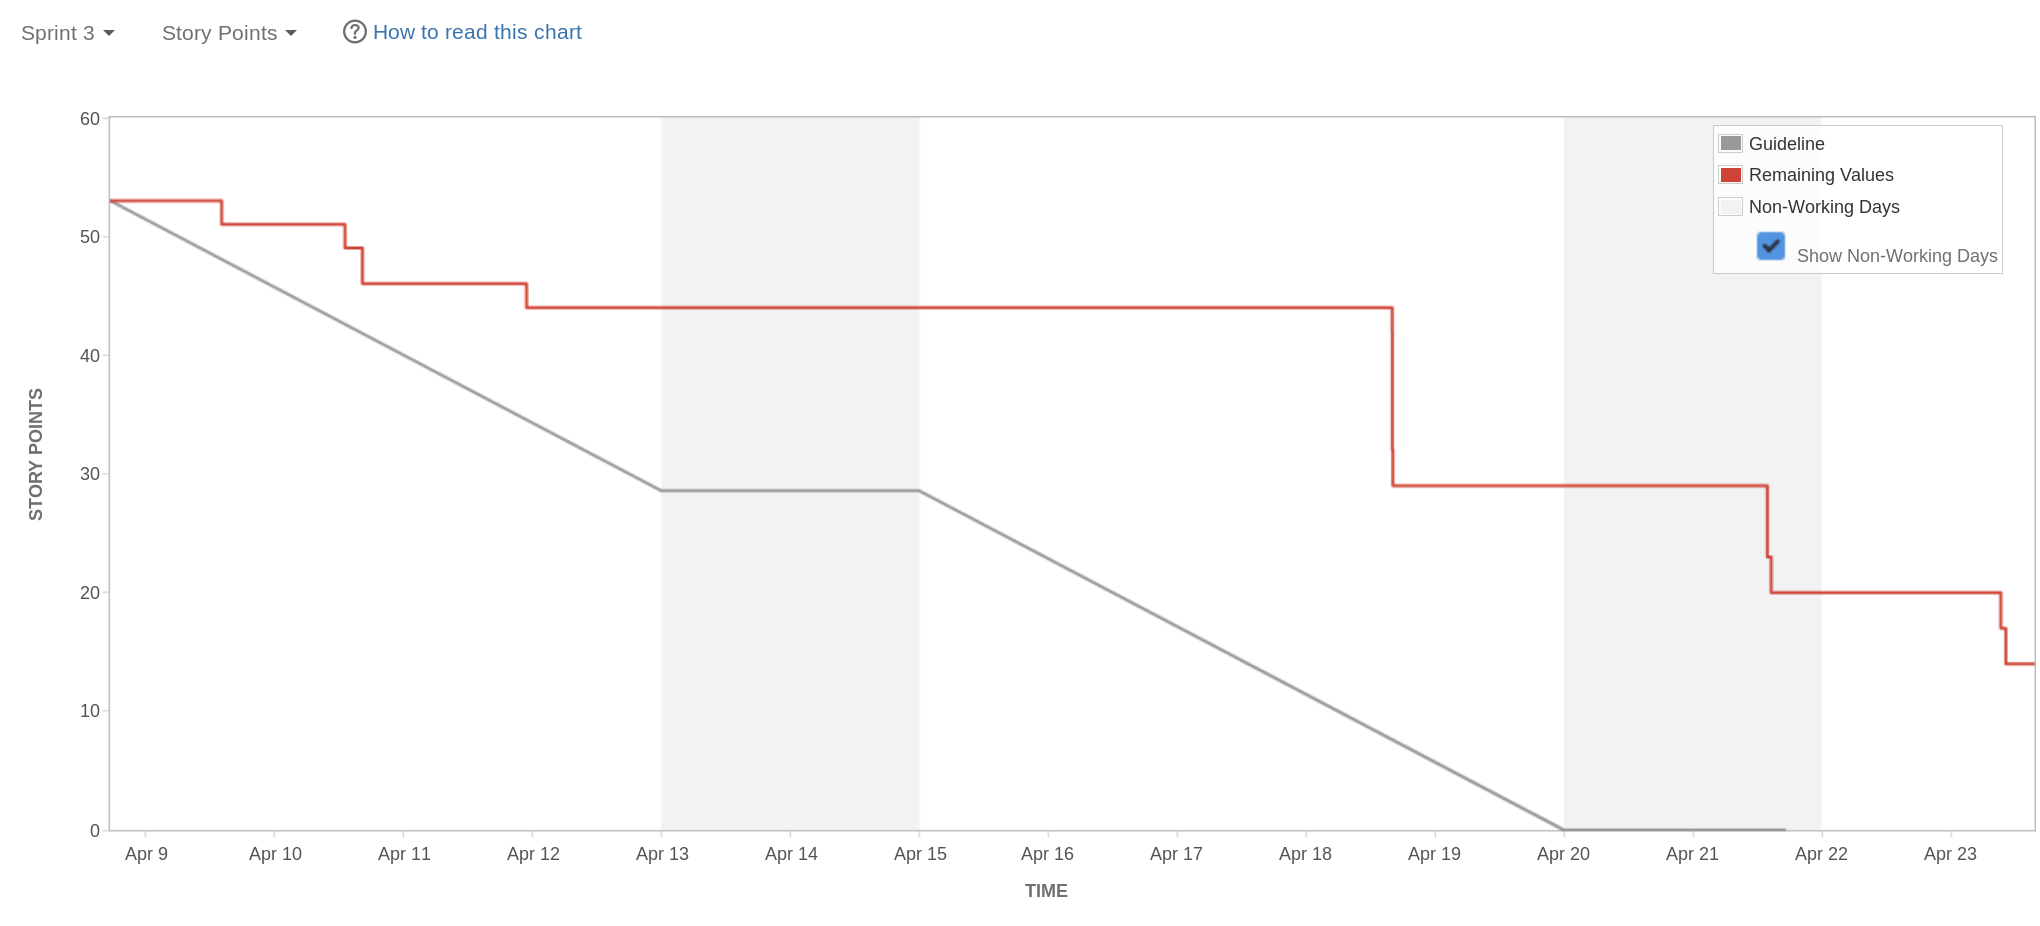 Sprint 3
Story Points
How to read this chart
60
50
40
30
20
10
0
STORY POINTS
Guideline
Remaining Values
Non-Working Days
Show Non-Working Days
Apr 9 Apr 10 Apr 11 Apr 12 Apr 13 Apr 14 Apr 15 Apr 16 Apr 17 Apr 18 Apr 19 Apr 20 Apr 21 Apr 22 Apr 23
TIME